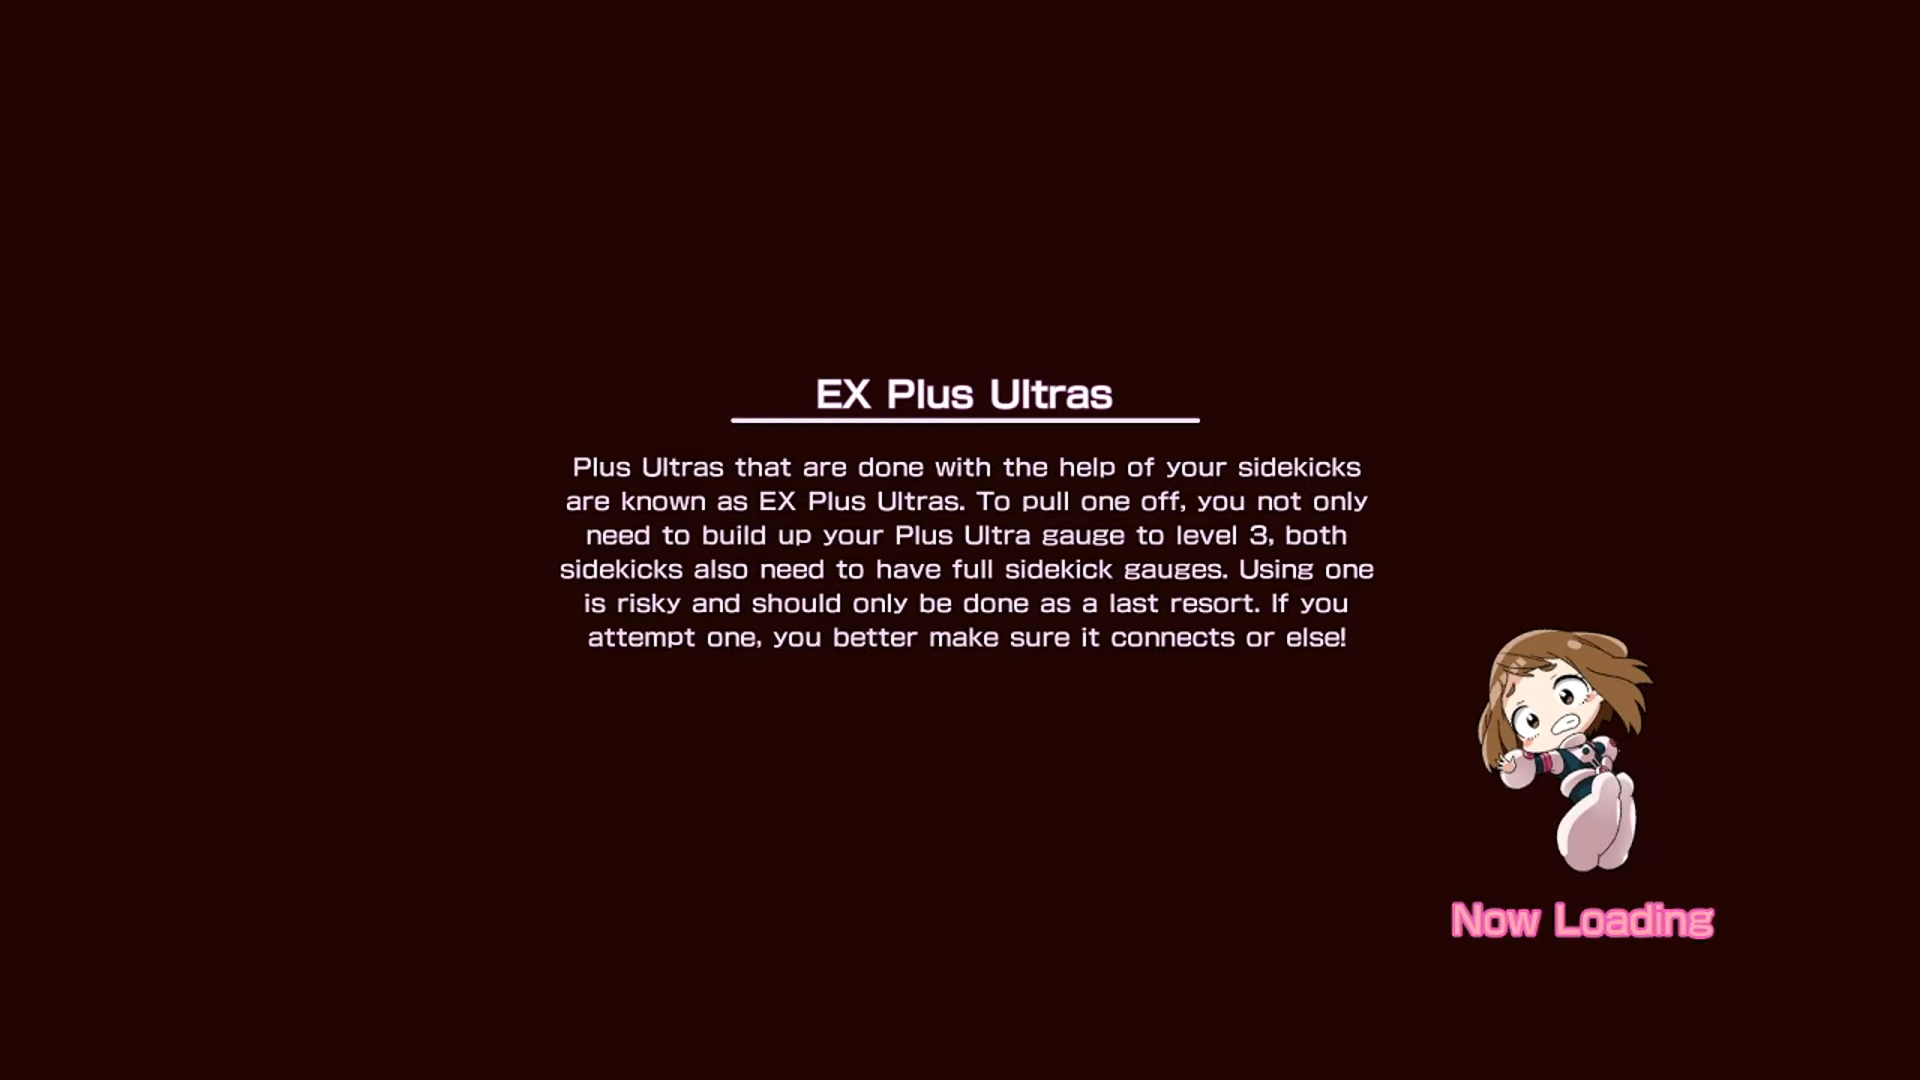 EX Plus Ultras
Plus Ultras that are done with the help of your sidekicks
are known as EX Plus Ultras. To pull one off, you not only
need to build up your Plus Ultra gauge to level 3, both
sidekicks also need to have full sidekick gauges. Using one
is risky and should only be done as a last resort. If you
attempt one, you better make sure it connects or else!
Now Loading